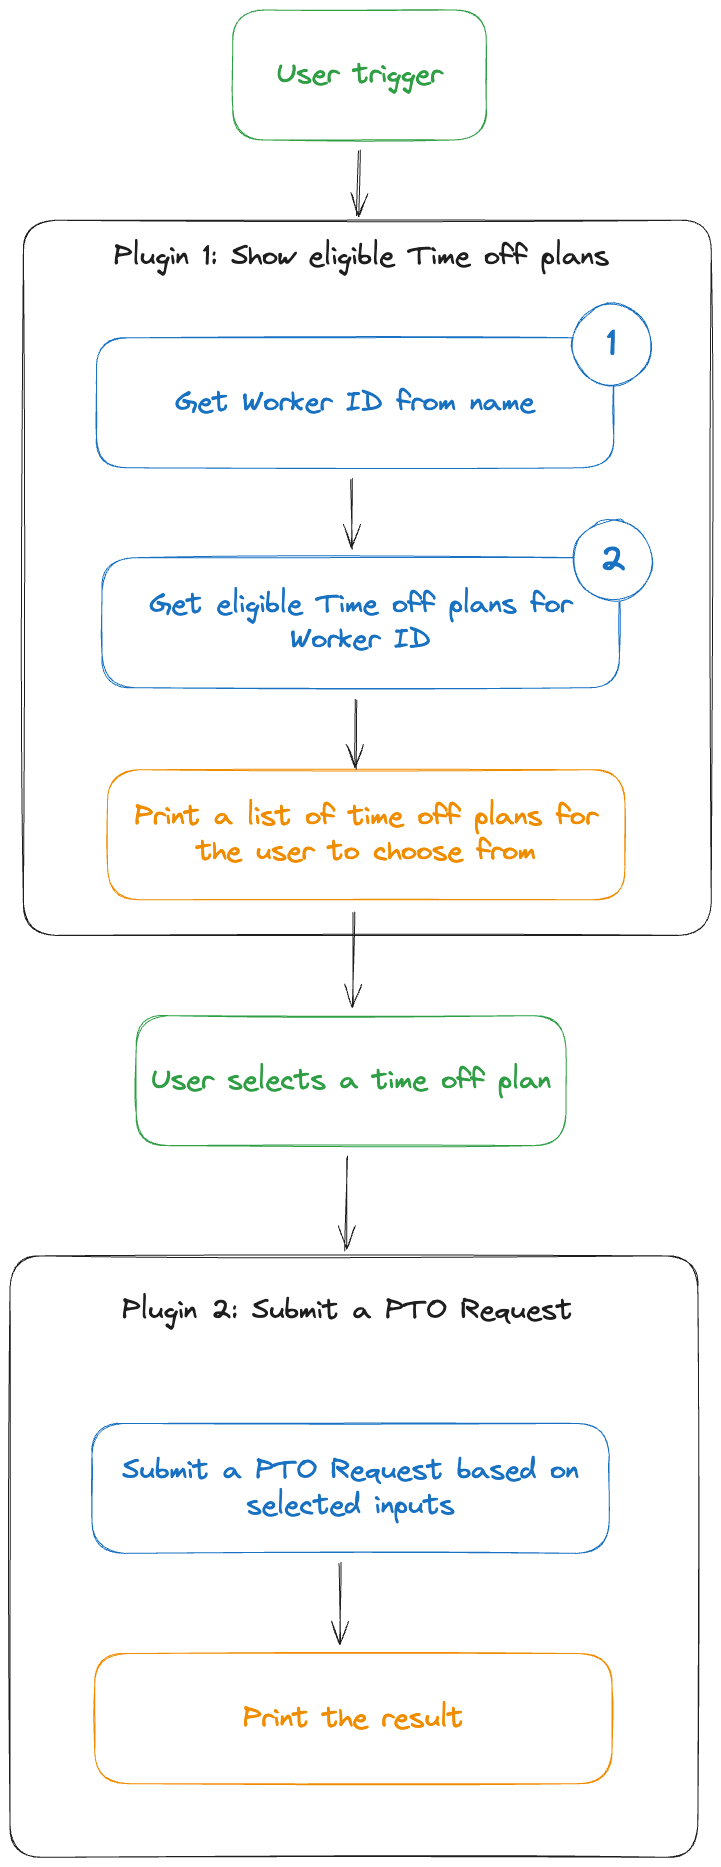 User trigger
Plugin 1: Show eligible Time off plans
1
Get Worker ID from name
2
Get eligible Time off plans for
Worker ID
Print a list of time off plans for
the user to choose from
User selects a time off plan
Plugin 2: Submit a PTO Request
Submit a PTO Request based on
selected inputs
Print the result